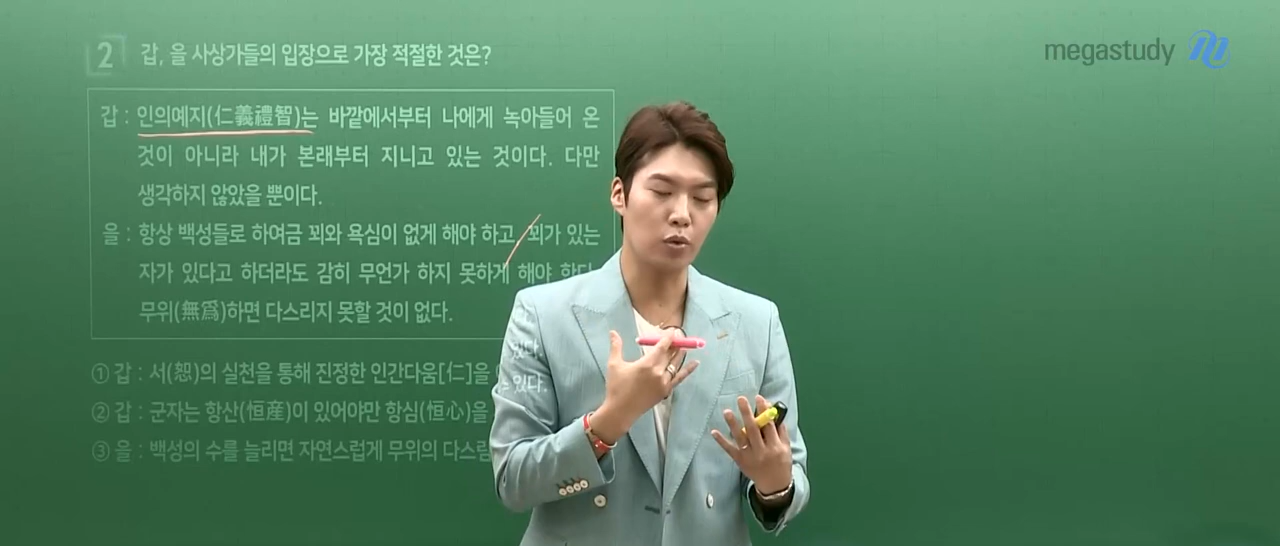 megastudy
2 갑, 을 사상가들의 입장으로 가장 적절한 것은?
갑 : 인의예지(仁義禮智)는 바깥에서부터 나에게 녹아들어 온
것이 아니라 내가 본래부터 지니고 있는 것이다. 다만
생각하지 않았을 뿐이다.
을 : 항상 백성들로 하여금 꾀와 욕심이 없게 해야 하고, 꾀가 있는
자가 있다고 하더라도 감히 무언가 하지 못하게 해야 한다.
무위(無爲)하면 다스리지 못할 것이 없다.
있다.
① 갑 : 서(恕)의 실천을 통해 진정한 인간다움[仁]을 있다.
② 갑 : 군자는 항산(恒産)이 있어야만 항심(恒心)을
③ 을 : 백성의 수를 늘리면 자연스럽게 무위의 다스림